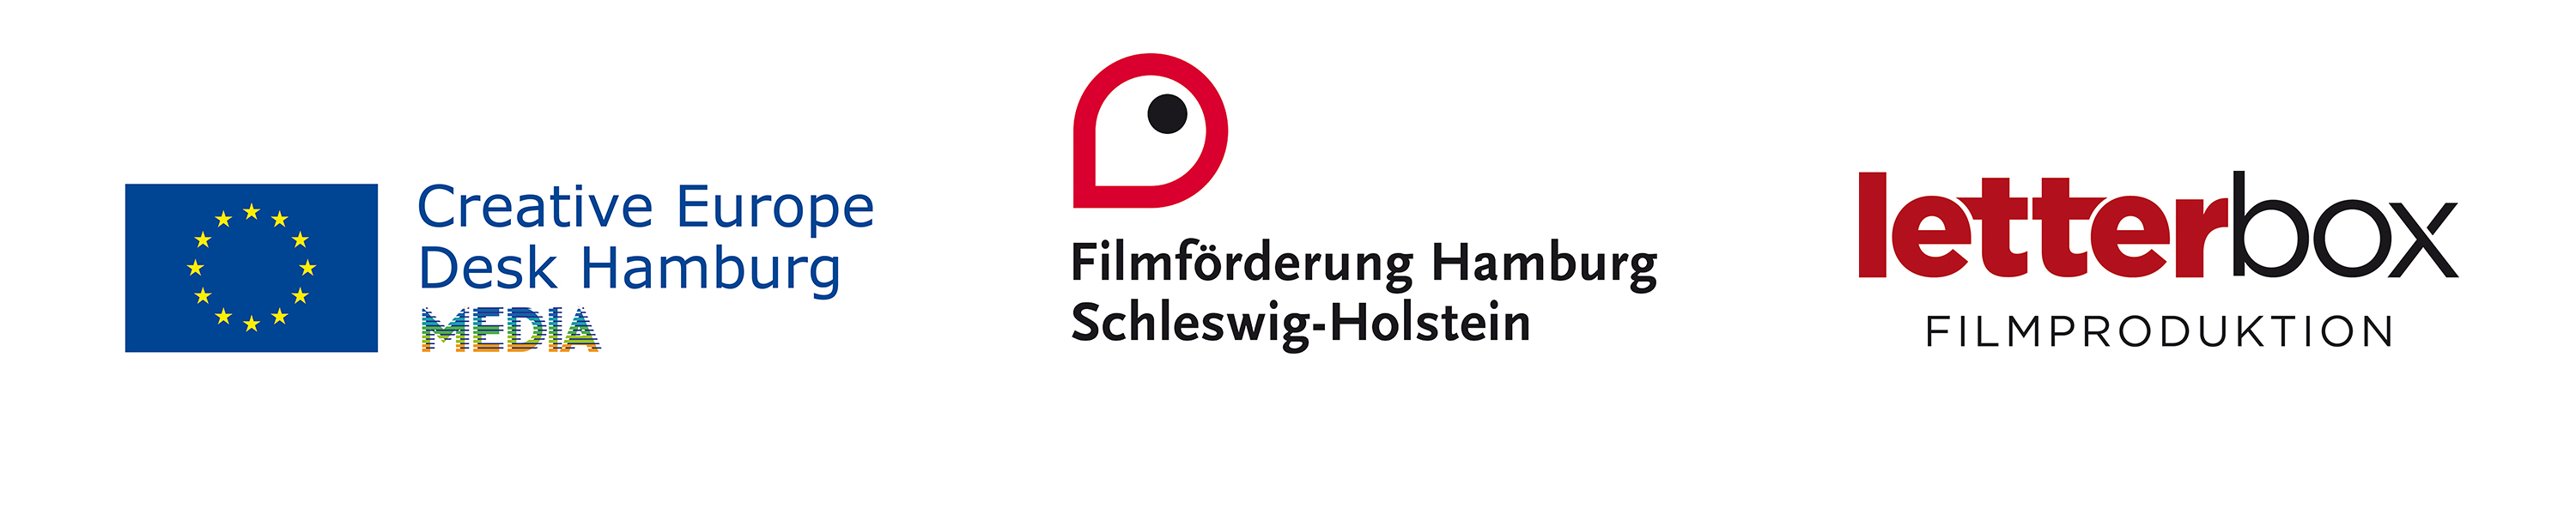 Creative Europe
Desk Hamburg
MEDIA
Filmförderung Hamburg
Schleswig-Holstein
letterbox
FILMPRODUKTION